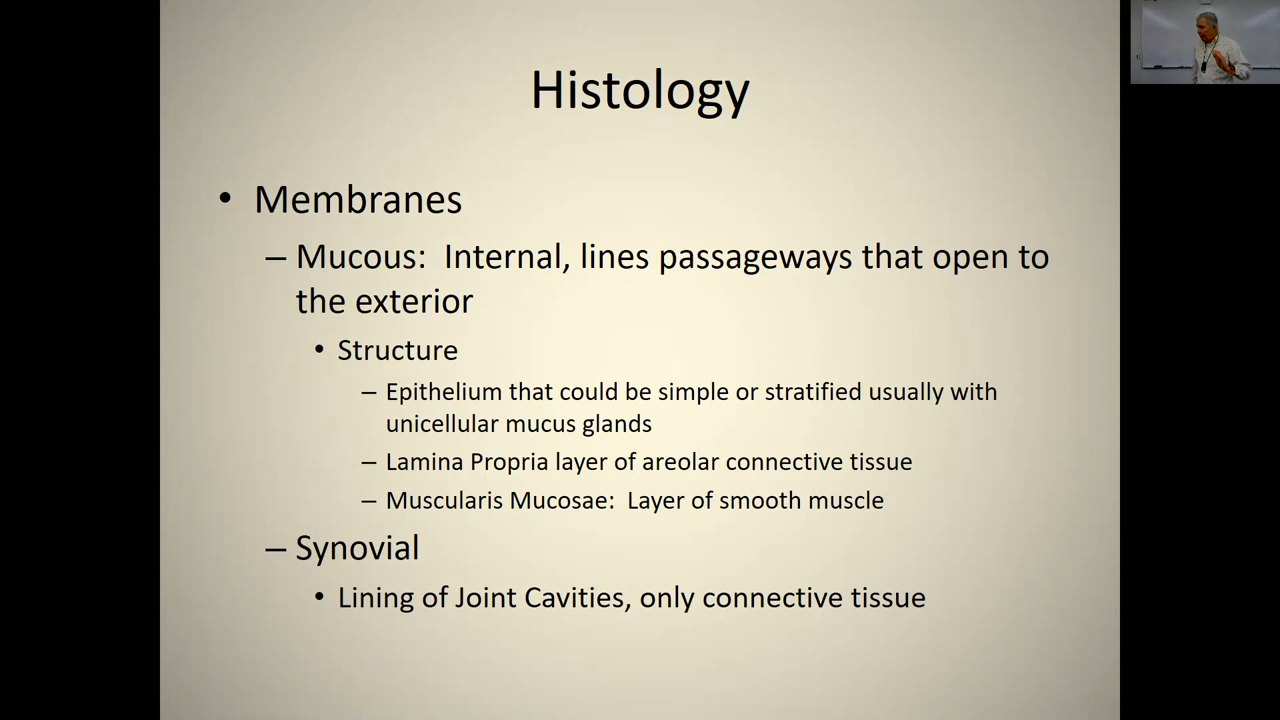 Histology
• Membranes
– Mucous:  Internal, lines passageways that open to
the exterior
• Structure
– Epithelium that could be simple or stratified usually with
unicellular mucus glands
– Lamina Propria layer of areolar connective tissue
– Muscularis Mucosae:  Layer of smooth muscle
– Synovial
• Lining of Joint Cavities, only connective tissue